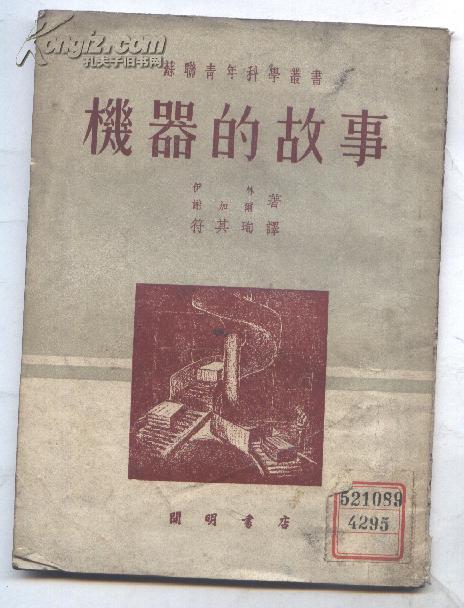 Kongfz.com
孔夫子旧书网
蘇聯青年科學叢書
機器的故事
伊林
謝加爾 著
符其珣 譯
開明書店
521089
4295